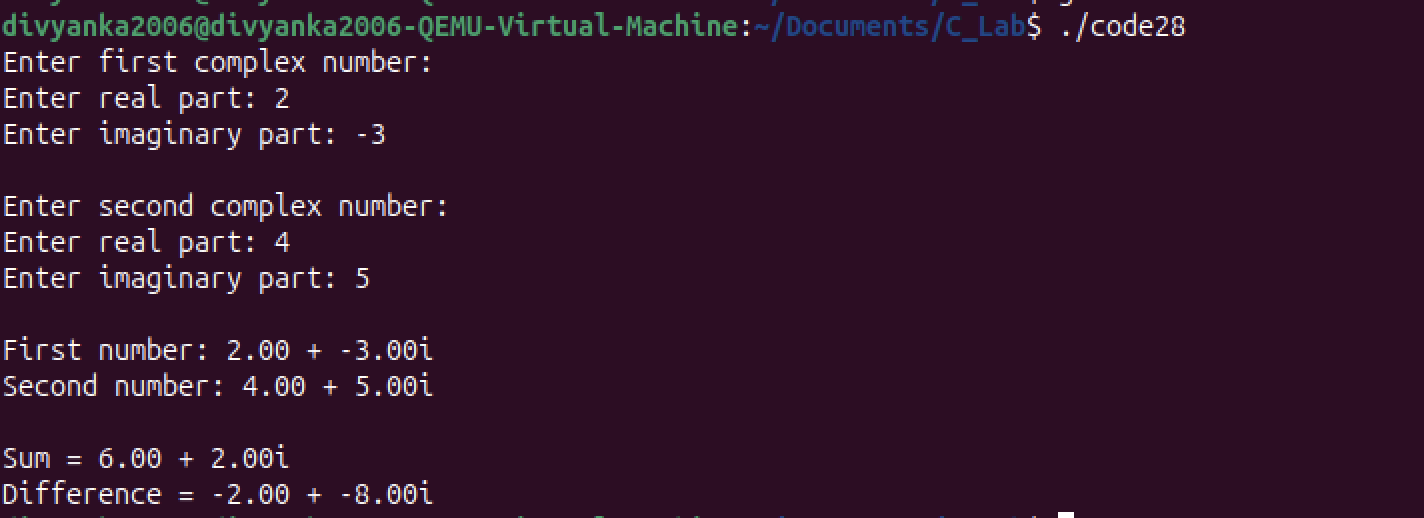 divyanka2006@divyanka2006-QEMU-Virtual-Machine:~/Documents/C_Lab$ ./code28
Enter first complex number:
Enter real part: 2
Enter imaginary part: -3
Enter second complex number:
Enter real part: 4
Enter imaginary part: 5
First number: 2.00 + -3.00i
Second number: 4.00 + 5.00i
Sum = 6.00 + 2.00i
Difference = -2.00 + -8.00i